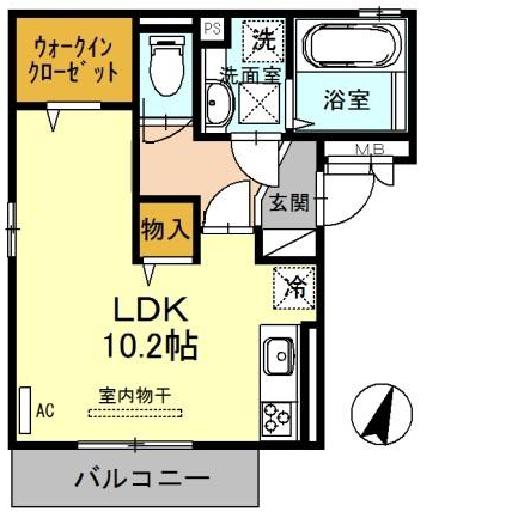 ウォークイン
クローゼット
PS
洗
洗面室
浴室
M.B
玄関
物入
冷
LDK
10.2帖
室内物干
AC
バルコニー